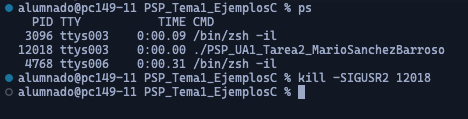 alumnado@pc149-11 PSP_Tema1_EjemplosC % ps
PID TTY TIME CMD
3096 ttys003 0:00.09 /bin/zsh -il
12018 ttys003 0:00.00 ./PSP_UA1_Tarea2_MarioSanchezBarroso
4768 ttys006 0:00.31 /bin/zsh -il
alumnado@pc149-11 PSP_Tema1_EjemplosC % kill -SIGUSR2 12018
alumnado@pc149-11 PSP_Tema1_EjemplosC %